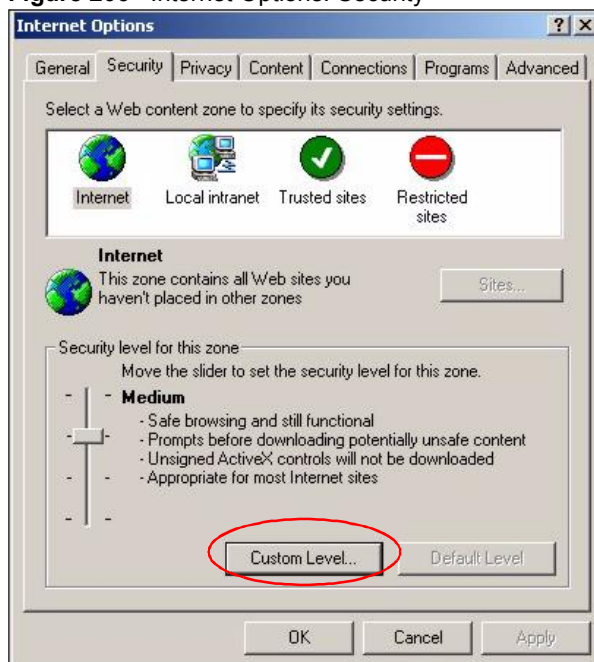 Internet Options
? ×
General Security Privacy Content Connections Programs Advanced
Select a Web content zone to specify its security settings.
Internet Local intranet Trusted sites Restricted
sites
Internet
This zone contains all Web sites you
haven't placed in other zones
Sites...
Security level for this zone
Move the slider to set the security level for this zone.
Medium
- Safe browsing and still functional
- Prompts before downloading potentially unsafe content
- Unsigned ActiveX controls will not be downloaded
- Appropriate for most Internet sites
Custom Level... Default Level
OK Cancel Apply